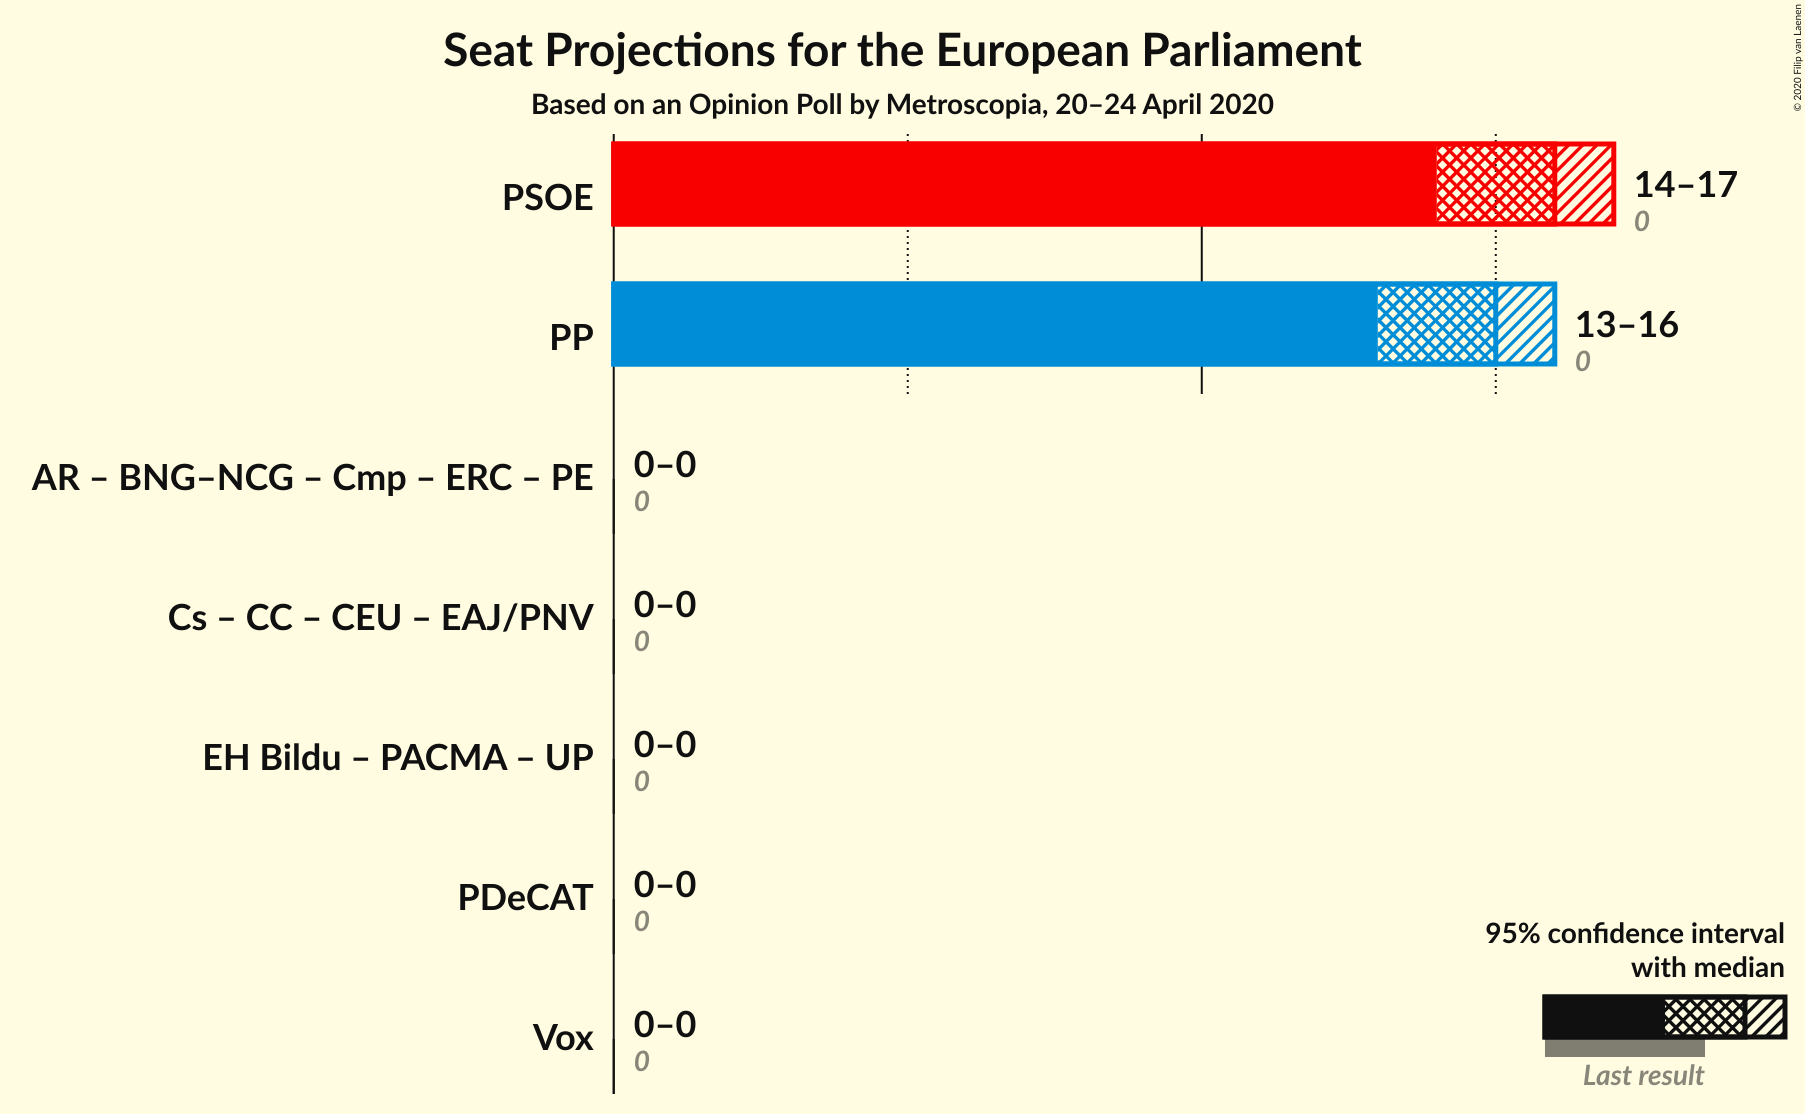 Seat Projections for the European Parliament
Based on an Opinion Poll by Metroscopia, 20–24 April 2020
© 2020 Filip van Laenen
PSOE
14–17
0
PP
13–16
0
AR – BNG–NCG – Cmp – ERC – PE
0–0
0
Cs – CC – CEU – EAJ/PNV
0–0
0
EH Bildu – PACMA – UP
0–0
0
PDeCAT
0–0
0
Vox
0–0
0
95% confidence interval
with median
Last result